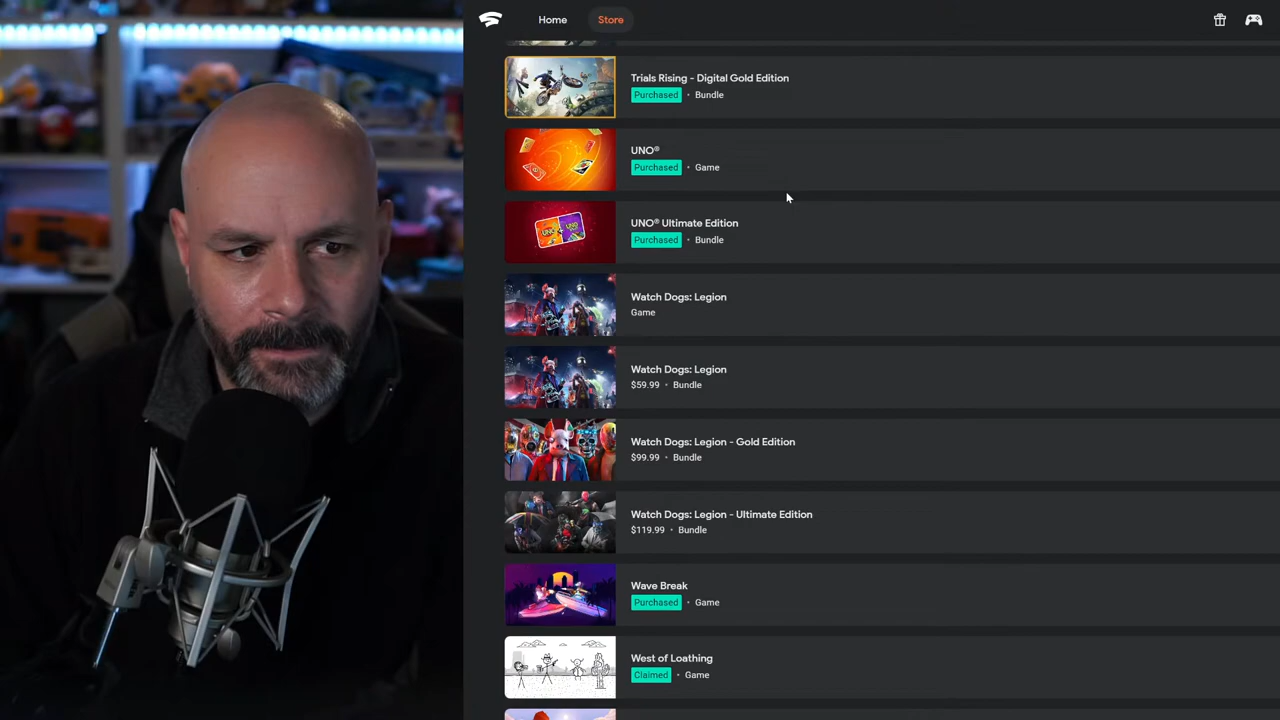 Home Store
Trials Rising - Digital Gold Edition
Purchased • Bundle
UNO®
Purchased • Game
UNO® Ultimate Edition
Purchased • Bundle
Watch Dogs: Legion
Game
Watch Dogs: Legion
$59.99 • Bundle
Watch Dogs: Legion - Gold Edition
$99.99 • Bundle
Watch Dogs: Legion - Ultimate Edition
$119.99 • Bundle
Wave Break
Purchased • Game
West of Loathing
Claimed • Game